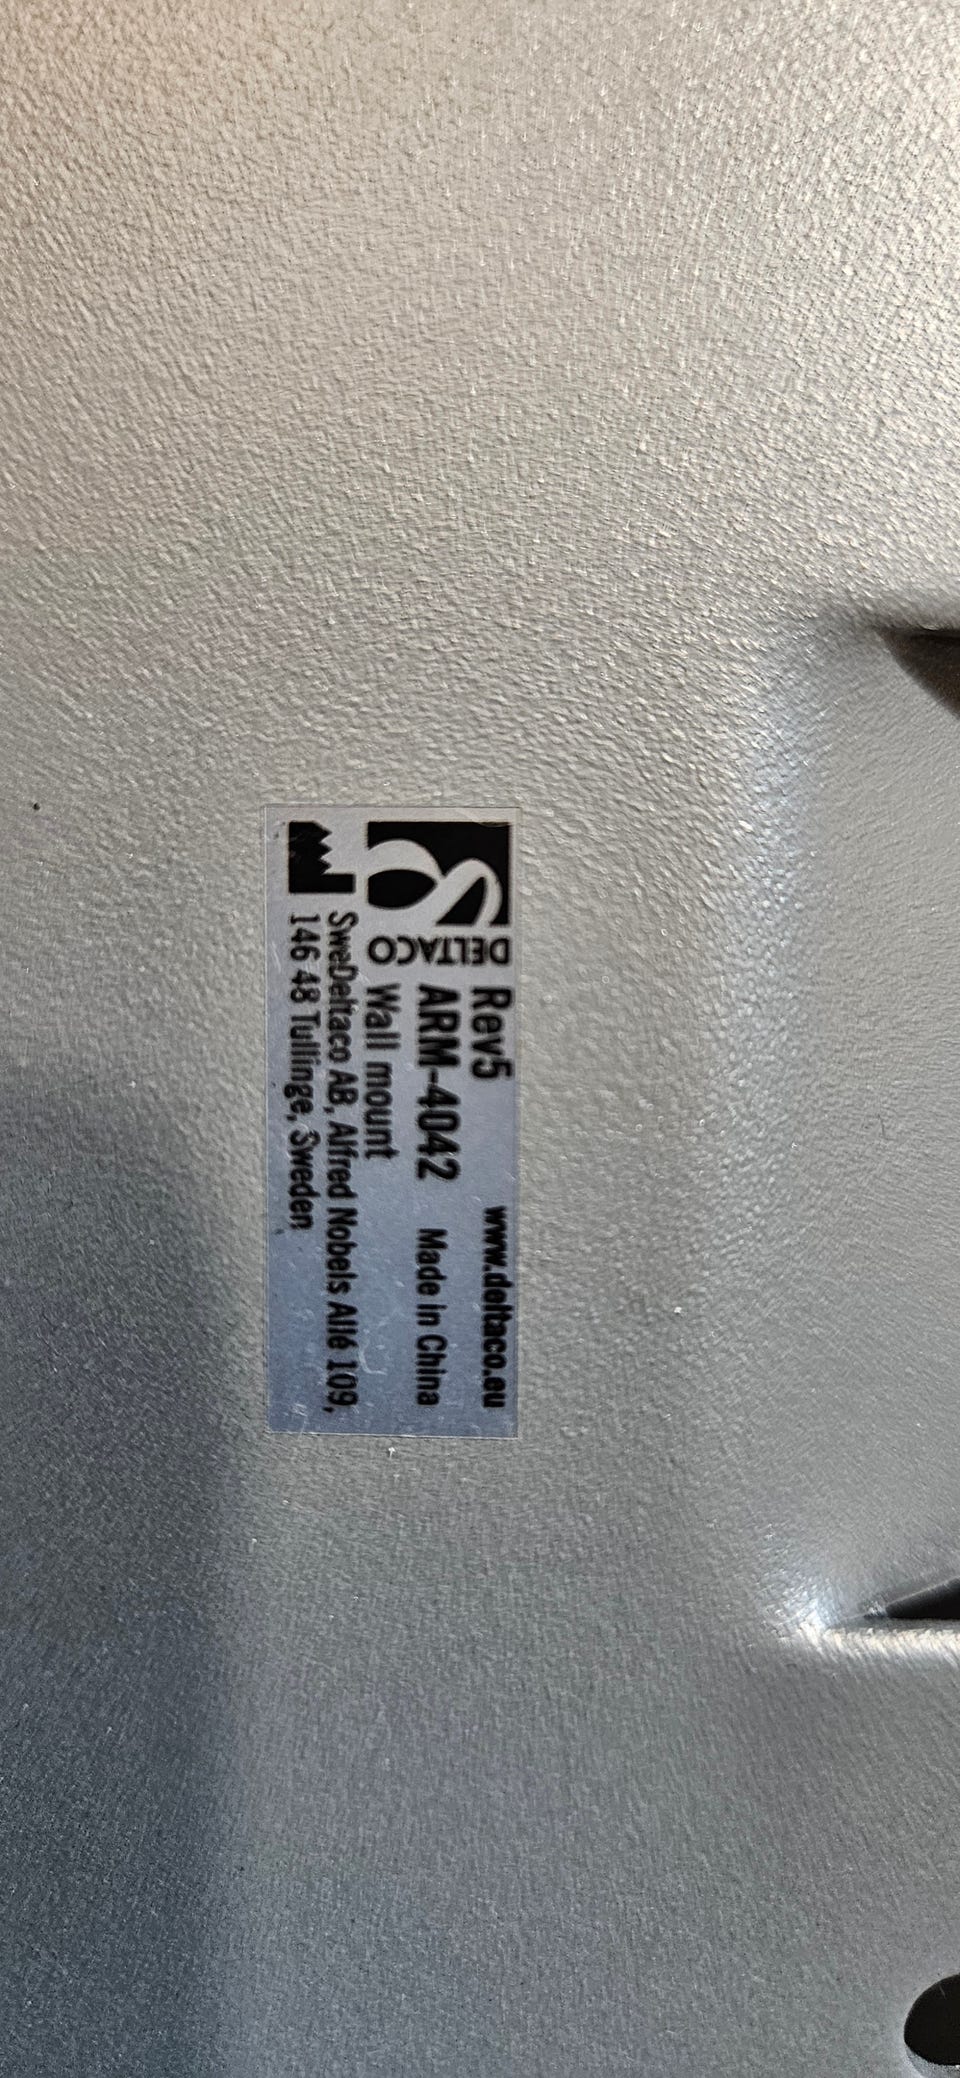 DELTACO
Rev5 www.deltaco.eu
ARM-4042 Made in China
Wall mount
SweDeltaco AB, Alfred Nobels Allé 109,
146 48 Tullinge, Sweden